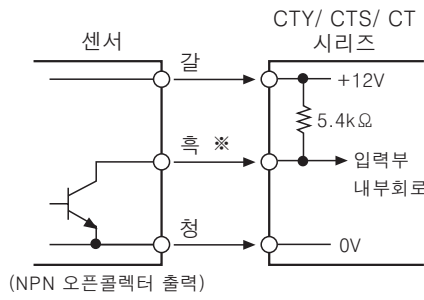 센서
CTY/ CTS/ CT
시리즈
갈
+12V
5.4kΩ
흑 ※
입력부
내부회로
청
0V
(NPN 오픈콜렉터 출력)